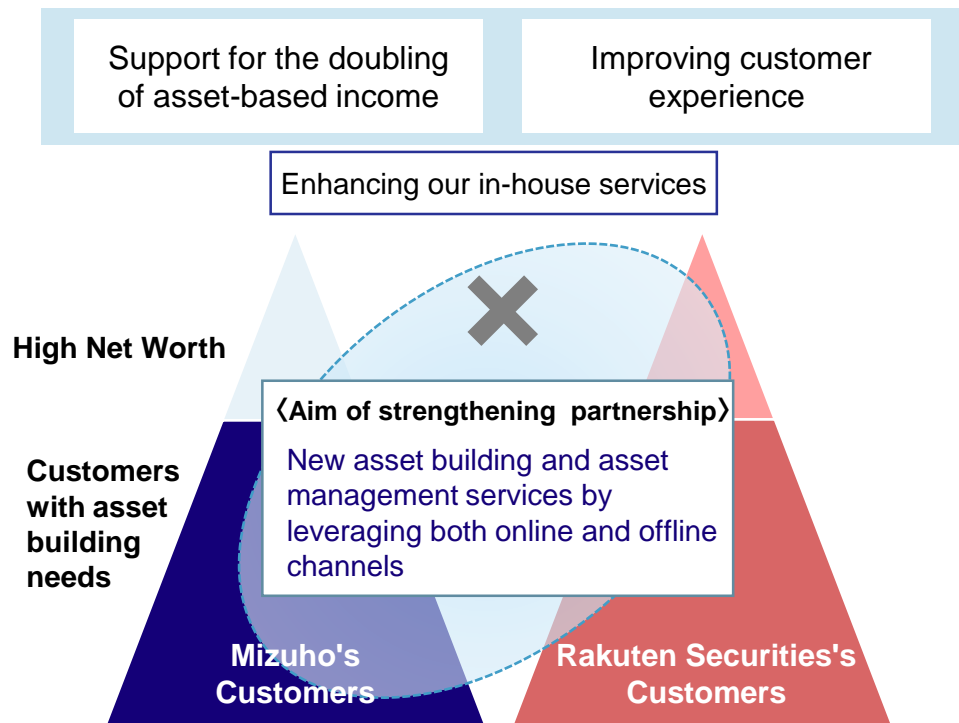 Support for the doubling
of asset-based income
Improving customer
experience
Enhancing our in-house services
High Net Worth
〈Aim of strengthening partnership〉
New asset building and asset
management services by
leveraging both online and offline
channels
Customers
with asset
building
needs
Mizuho's
Customers
Rakuten Securities's
Customers